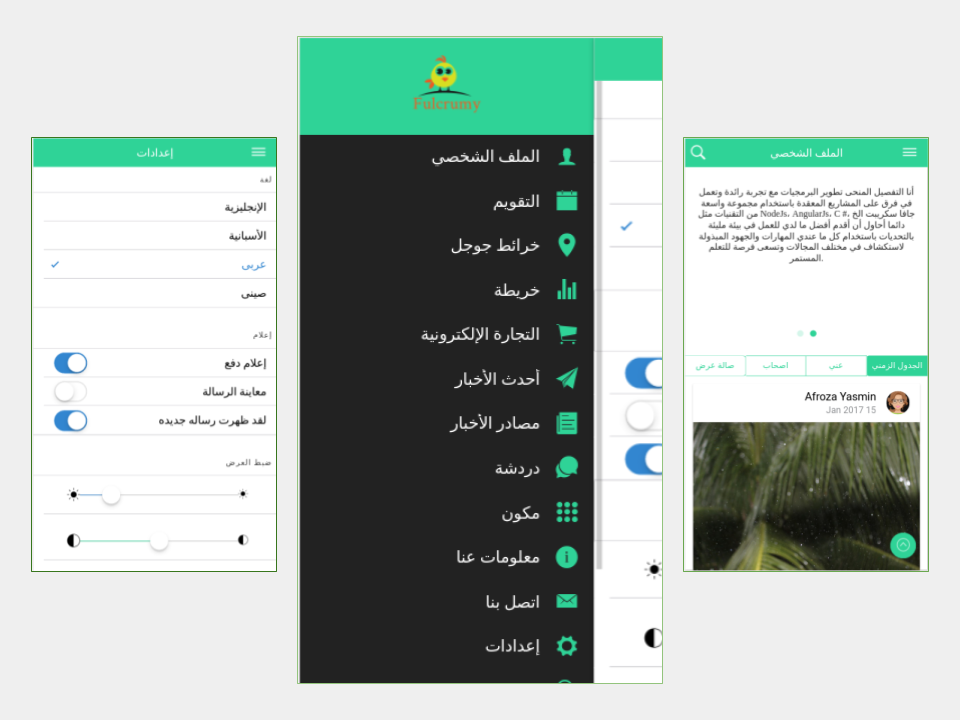 إعدادات
لغة
الإنجليزية
الأسبانية
عربى
صينى
إعلام
إعلام دفع
معاينة الرسالة
لقد ظهرت رساله جديده
ضبط العرض
Fulcrumy
الملف الشخصي
التقويم
خرائط جوجل
خريطة
التجارة الإلكترونية
أحدث الأخبار
مصادر الأخبار
دردشة
مكون
معلومات عنا
اتصل بنا
إعدادات
الملف الشخصي
أنا التفصيل المنحى تطوير البرمجيات مع تجربة رائدة وتعمل
في فرق على المشاريع المعقدة باستخدام مجموعة واسعة
من التقنيات مثل NodeJs، AngularJs، C #، جافا سكريبت الخ
دائما أحاول أن أقدم أفضل ما لدي للعمل في بيئة مليئة
بالتحديات باستخدام كل ما عندي المهارات والجهود المبذولة
لاستكشاف في مختلف المجالات وتسعى فرصة للتعلم
المستمر.
الجدول الزمني
عني
اصحاب
صالة عرض
Afroza Yasmin
Jan 2017 15